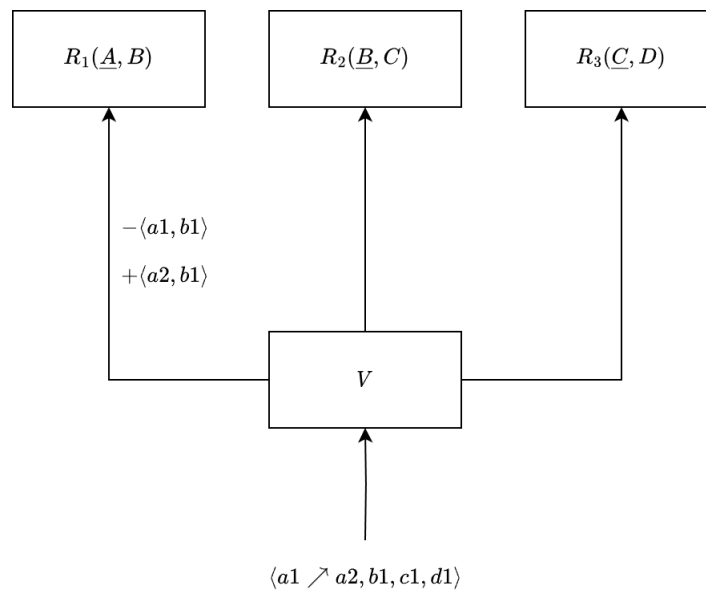 R₁(A, B)
R₂(B, C)
R₃(C, D)
−⟨a1, b1⟩
+⟨a2, b1⟩
V
⟨a1 ↗ a2, b1, c1, d1⟩